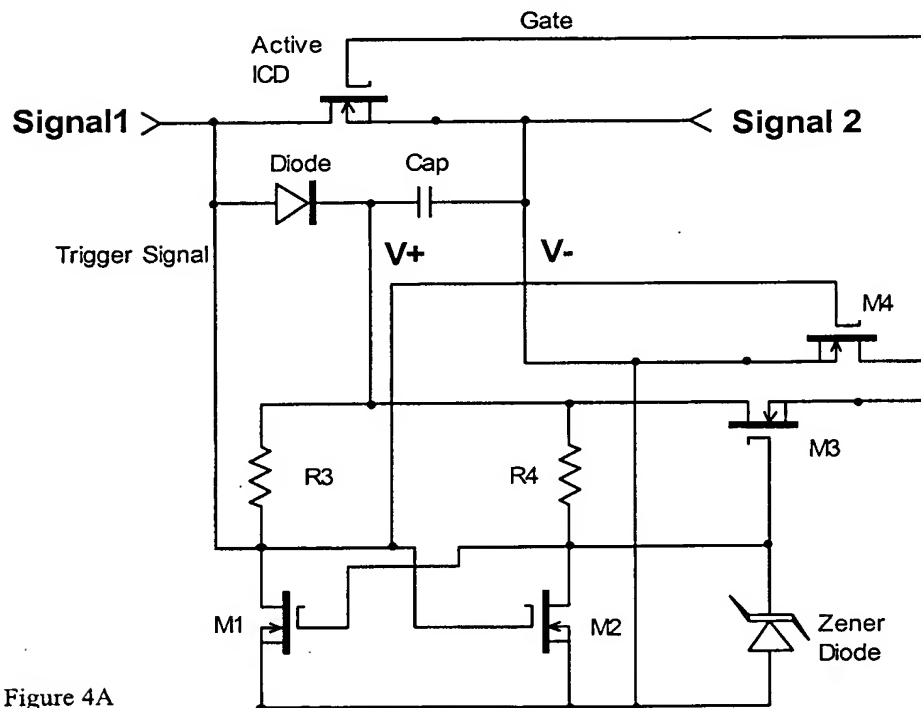 Gate
Active
ICD
Signal1
Signal 2
Diode
Cap
Trigger Signal
V+
V-
M4
R3
R4
M3
M1
M2
Zener
Diode
Figure 4A